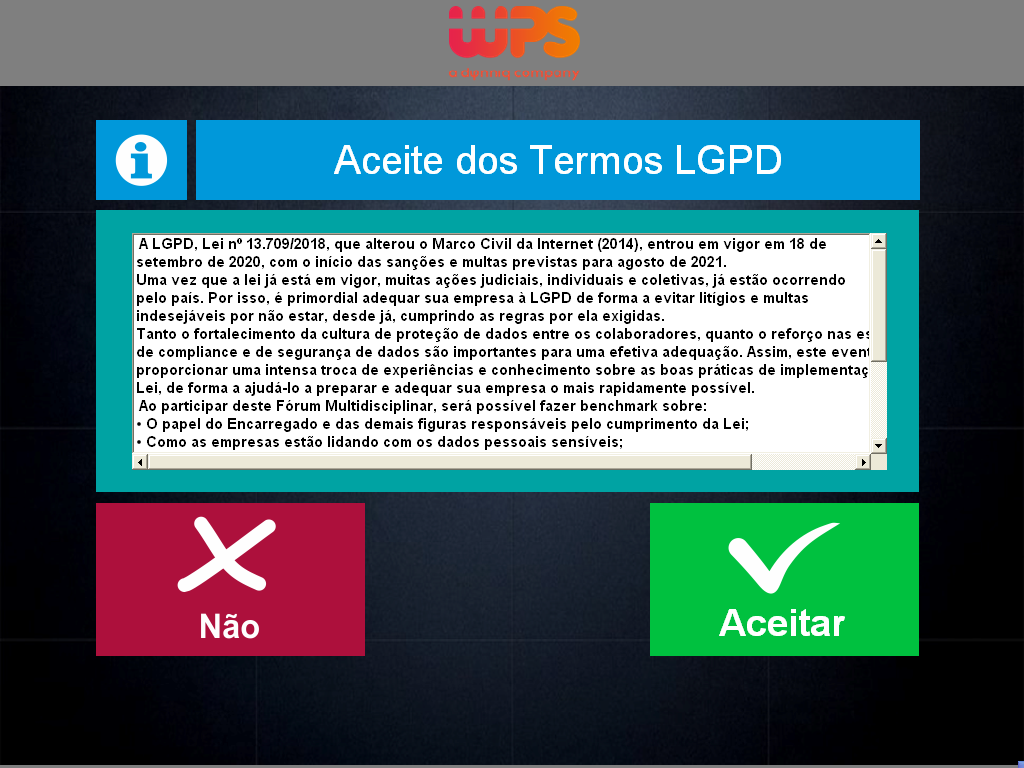 WPS
Aceite dos Termos LGPD
A LGPD, Lei nº 13.709/2018, que alterou o Marco Civil da Internet (2014), entrou em vigor em 18 de
setembro de 2020, com o início das sanções e multas previstas para agosto de 2021.
Uma vez que a lei já está em vigor, muitas ações judiciais, individuais e coletivas, já estão ocorrendo
pelo país. Por isso, é primordial adequar sua empresa à LGPD de forma a evitar litígios e multas
indesejáveis por não estar, desde já, cumprindo as regras por ela exigidas.
Tanto o fortalecimento da cultura de proteção de dados entre os colaboradores, quanto o reforço nas es
de compliance e de segurança de dados são importantes para uma efetiva adequação. Assim, este event
proporcionar uma intensa troca de experiências e conhecimento sobre as boas práticas de implementaç
Lei, de forma a ajudá-lo a preparar e adequar sua empresa o mais rapidamente possível.
Ao participar deste Fórum Multidisciplinar, será possível fazer benchmark sobre:
• O papel do Encarregado e das demais figuras responsáveis pelo cumprimento da Lei;
• Como as empresas estão lidando com os dados pessoais sensíveis;
Não
Aceitar